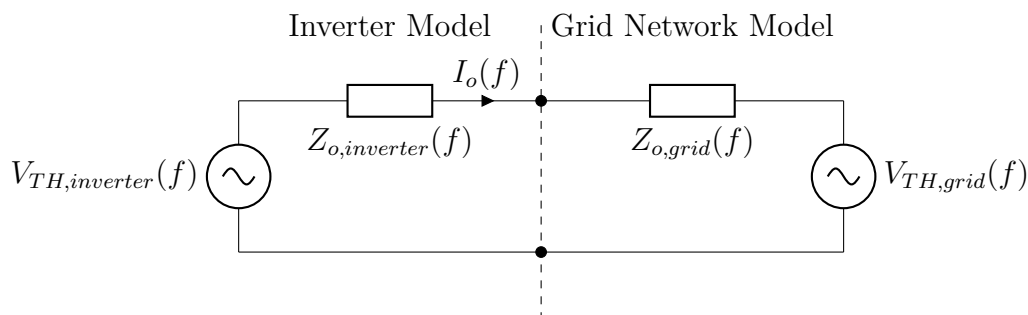 Inverter Model
Grid Network Model
I_o(f)
Z_{o,inverter}(f)
Z_{o,grid}(f)
V_{TH,inverter}(f)
V_{TH,grid}(f)